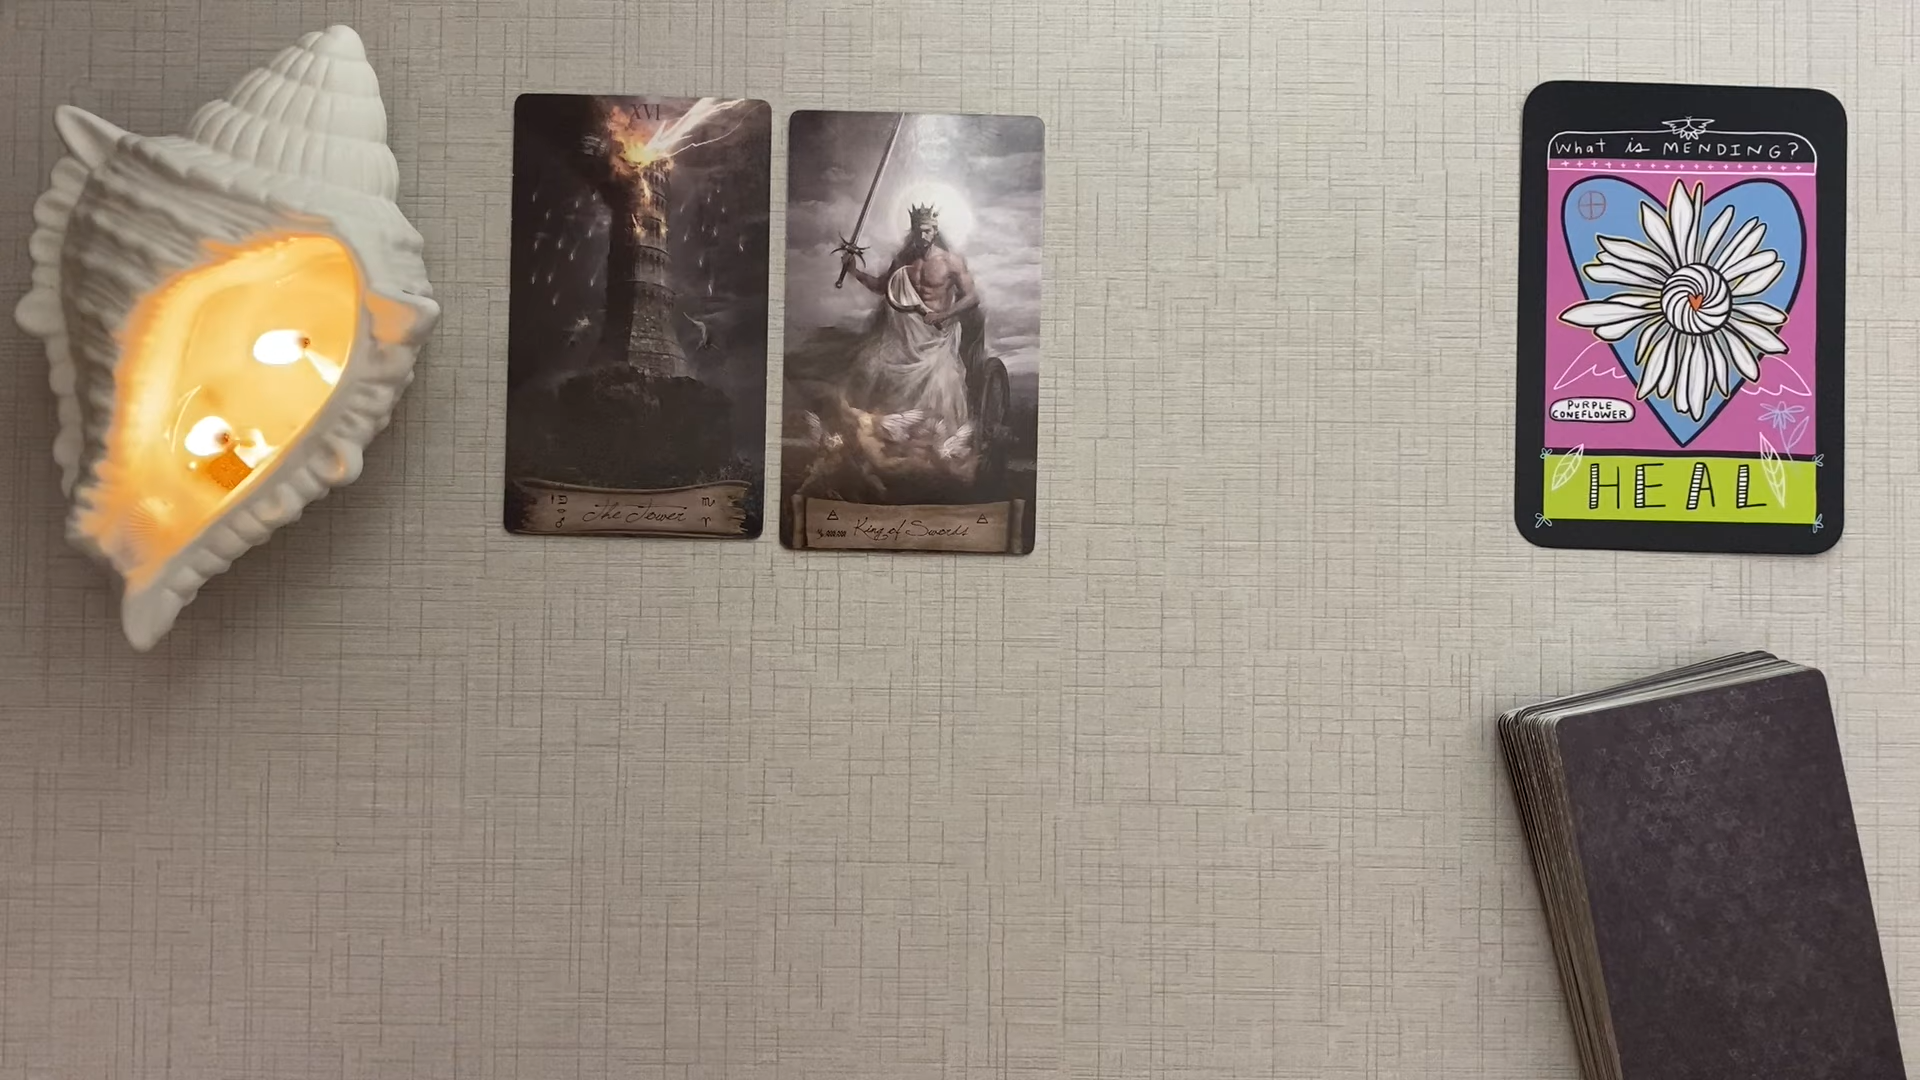 XVI
The Tower
King of Swords
What is MENDING?
PURPLE
CONEFLOWER
HEAL